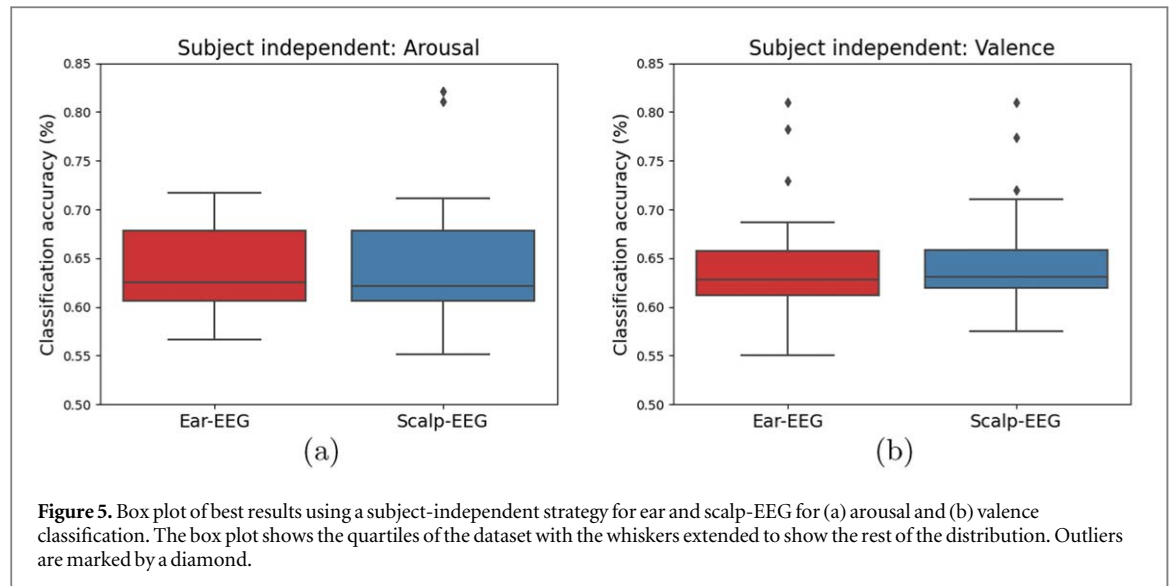 Subject independent: Arousal
Classification accuracy (%)
0.85
0.80
0.75
0.70
0.65
0.60
0.55
0.50
Ear-EEG
Scalp-EEG
(a)
Subject independent: Valence
Classification accuracy (%)
0.85
0.80
0.75
0.70
0.65
0.60
0.55
0.50
Ear-EEG
Scalp-EEG
(b)
Figure 5. Box plot of best results using a subject-independent strategy for ear and scalp-EEG for (a) arousal and (b) valence
classification. The box plot shows the quartiles of the dataset with the whiskers extended to show the rest of the distribution. Outliers
are marked by a diamond.